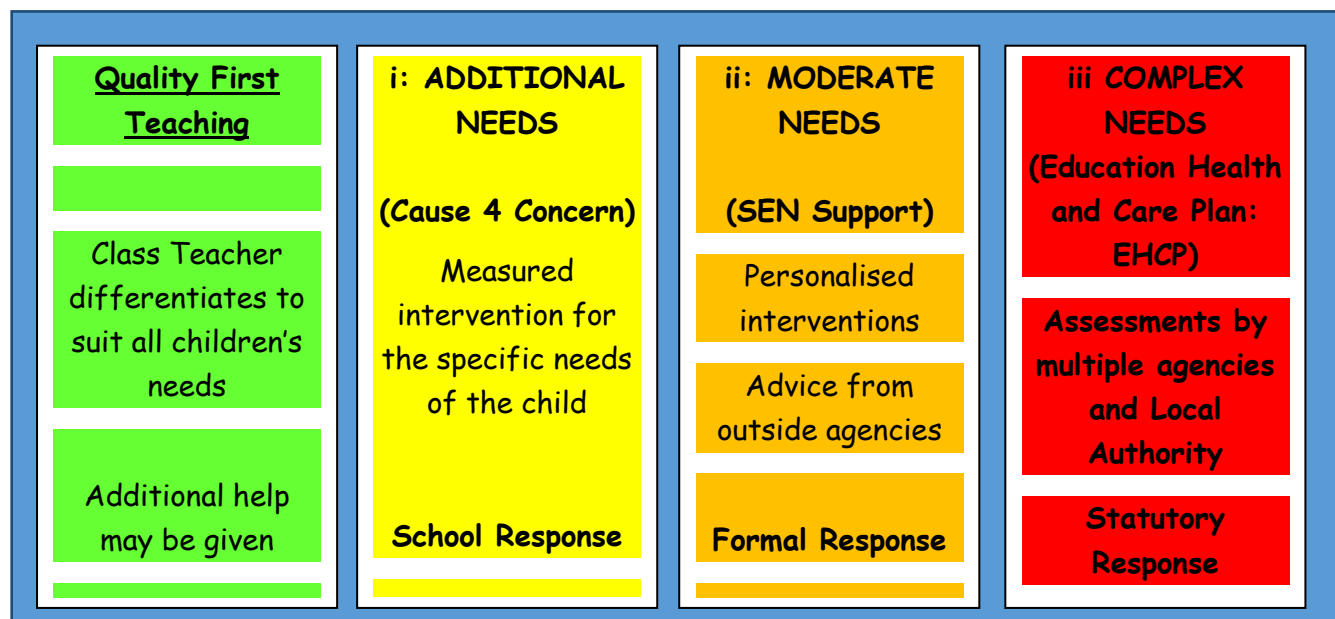 Quality First
Teaching
Class Teacher
differentiates to
suit all children's
needs
Additional help
may be given
i: ADDITIONAL
NEEDS
(Cause 4 Concern)
Measured
intervention for
the specific needs
of the child
School Response
ii: MODERATE
NEEDS
(SEN Support)
Personalised
interventions
Advice from
outside agencies
Formal Response
iii COMPLEX
NEEDS
(Education Health
and Care Plan:
EHCP)
Assessments by
multiple agencies
and Local
Authority
Statutory
Response